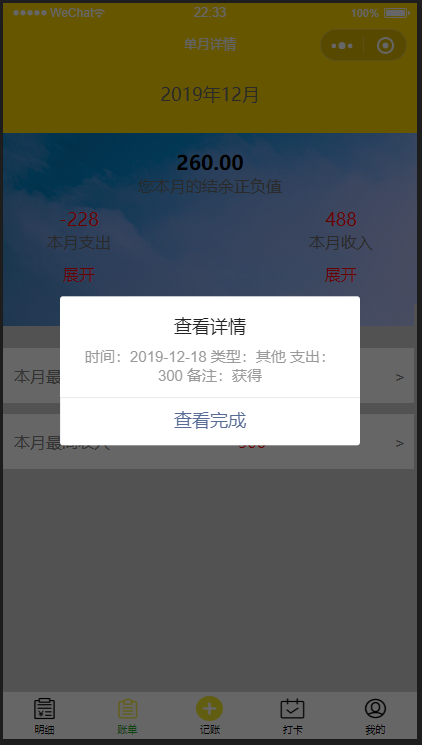 WeChat
22:33
100%
单月详情
2019年12月
260.00
您本月的结余正负值
-228
488
本月支出
本月收入
展开
展开
查看详情
时间：2019-12-18 类型：其他 支出：
300 备注：获得
查看完成
本月最
>
本月最高收入
300
>
明细
账单
记账
打卡
我的